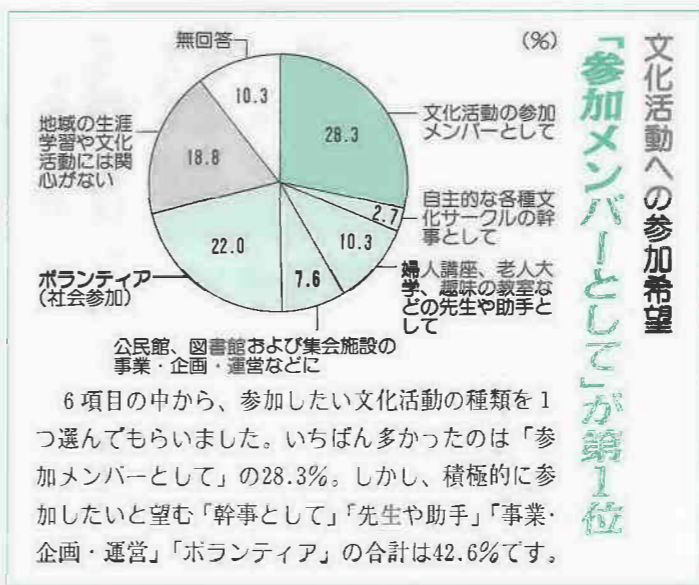 文化活動への参加希望
「参加メンバーとして」が第1位
(%)
無回答
10.3
28.3
文化活動の参加
メンバーとして
地域の生涯
学習や文化
活動には関
心がない
18.8
2.7
自主的な各種文
化サークルの幹
事として
10.3
22.0
7.6
婦人講座、老人大
学、趣味の教室な
どの先生や助手と
して
ボランティア
(社会参加)
公民館、図書館および集会施設の
事業・企画・運営などに
6項目の中から、参加したい文化活動の種類を1
つ選んでもらいました。いちばん多かったのは「参
加メンバーとして」の28.3%。しかし、積極的に参
加したいと望む「幹事として」「先生や助手」「事業・
企画・運営」「ボランティア」の合計は42.6%です。